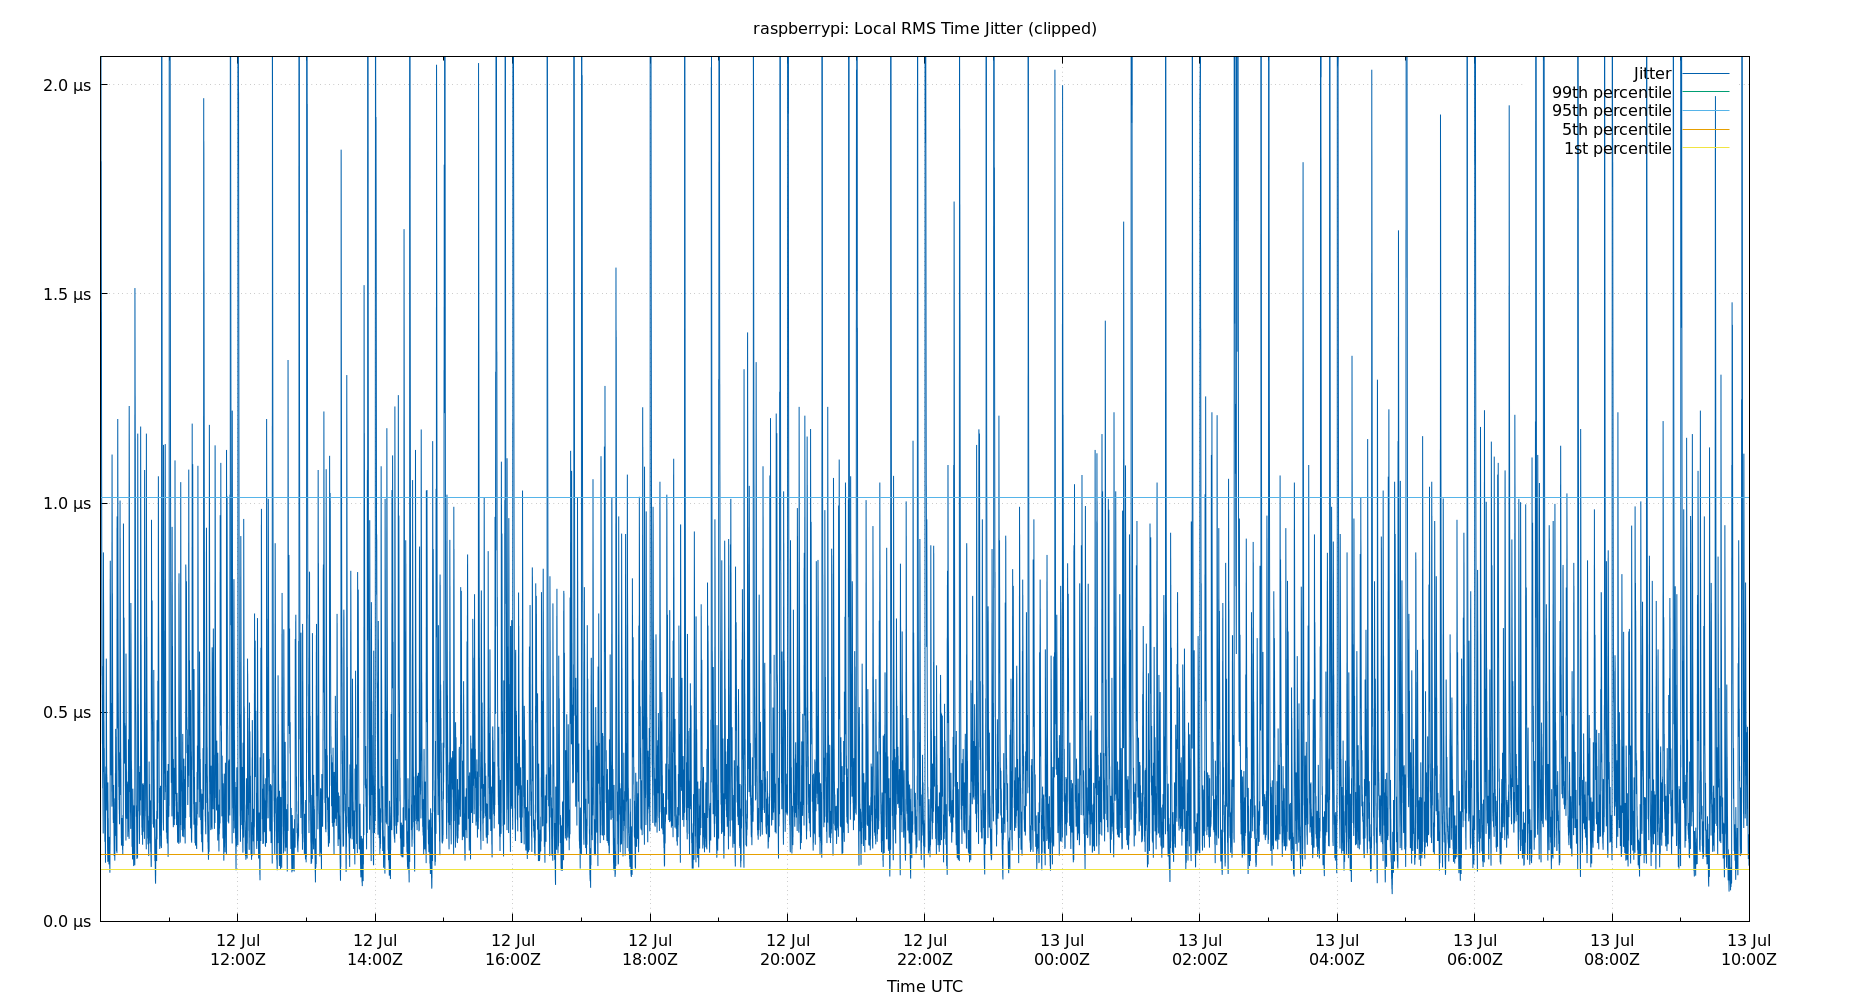 raspberrypi: Local RMS Time Jitter (clipped)
2.0 µs
1.5 µs
1.0 µs
0.5 µs
0.0 µs
Jitter
99th percentile
95th percentile
5th percentile
1st percentile
12 Jul 12 Jul 12 Jul 12 Jul 12 Jul 12 Jul 13 Jul 13 Jul 13 Jul 13 Jul 13 Jul 13 Jul
12:00Z 14:00Z 16:00Z 18:00Z 20:00Z 22:00Z 00:00Z 02:00Z 04:00Z 06:00Z 08:00Z 10:00Z
Time UTC